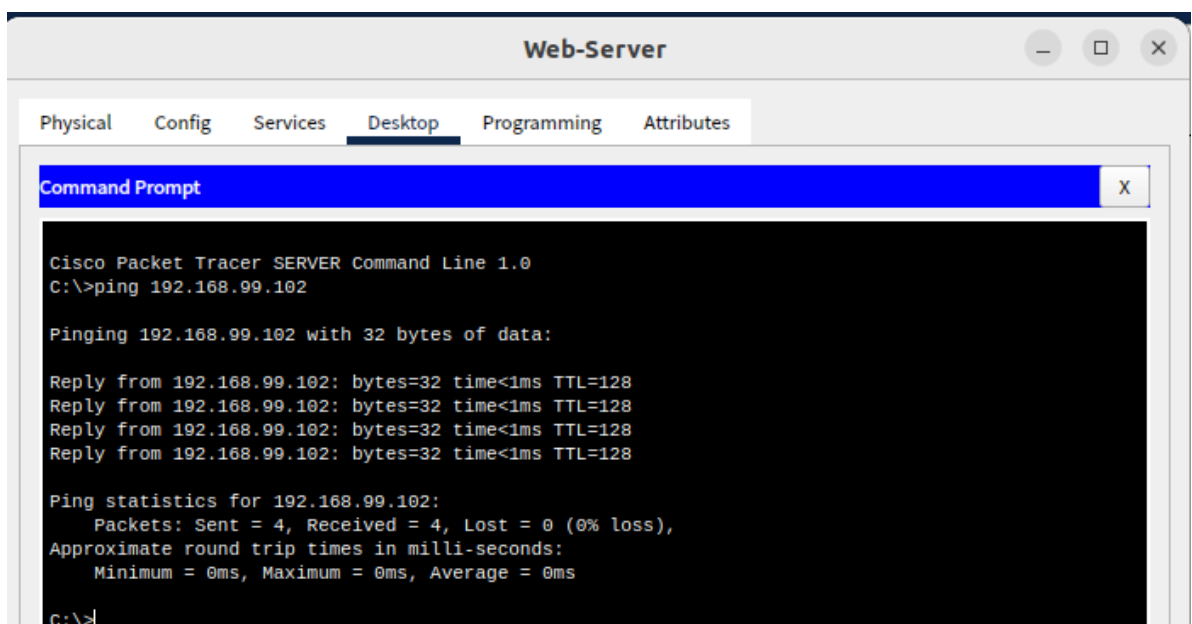 Web-Server
Physical Config Services Desktop Programming Attributes
Command Prompt X
Cisco Packet Tracer SERVER Command Line 1.0
C:\>ping 192.168.99.102
Pinging 192.168.99.102 with 32 bytes of data:
Reply from 192.168.99.102: bytes=32 time<1ms TTL=128
Reply from 192.168.99.102: bytes=32 time<1ms TTL=128
Reply from 192.168.99.102: bytes=32 time<1ms TTL=128
Reply from 192.168.99.102: bytes=32 time<1ms TTL=128
Ping statistics for 192.168.99.102:
    Packets: Sent = 4, Received = 4, Lost = 0 (0% loss),
Approximate round trip times in milli-seconds:
    Minimum = 0ms, Maximum = 0ms, Average = 0ms
C:\>